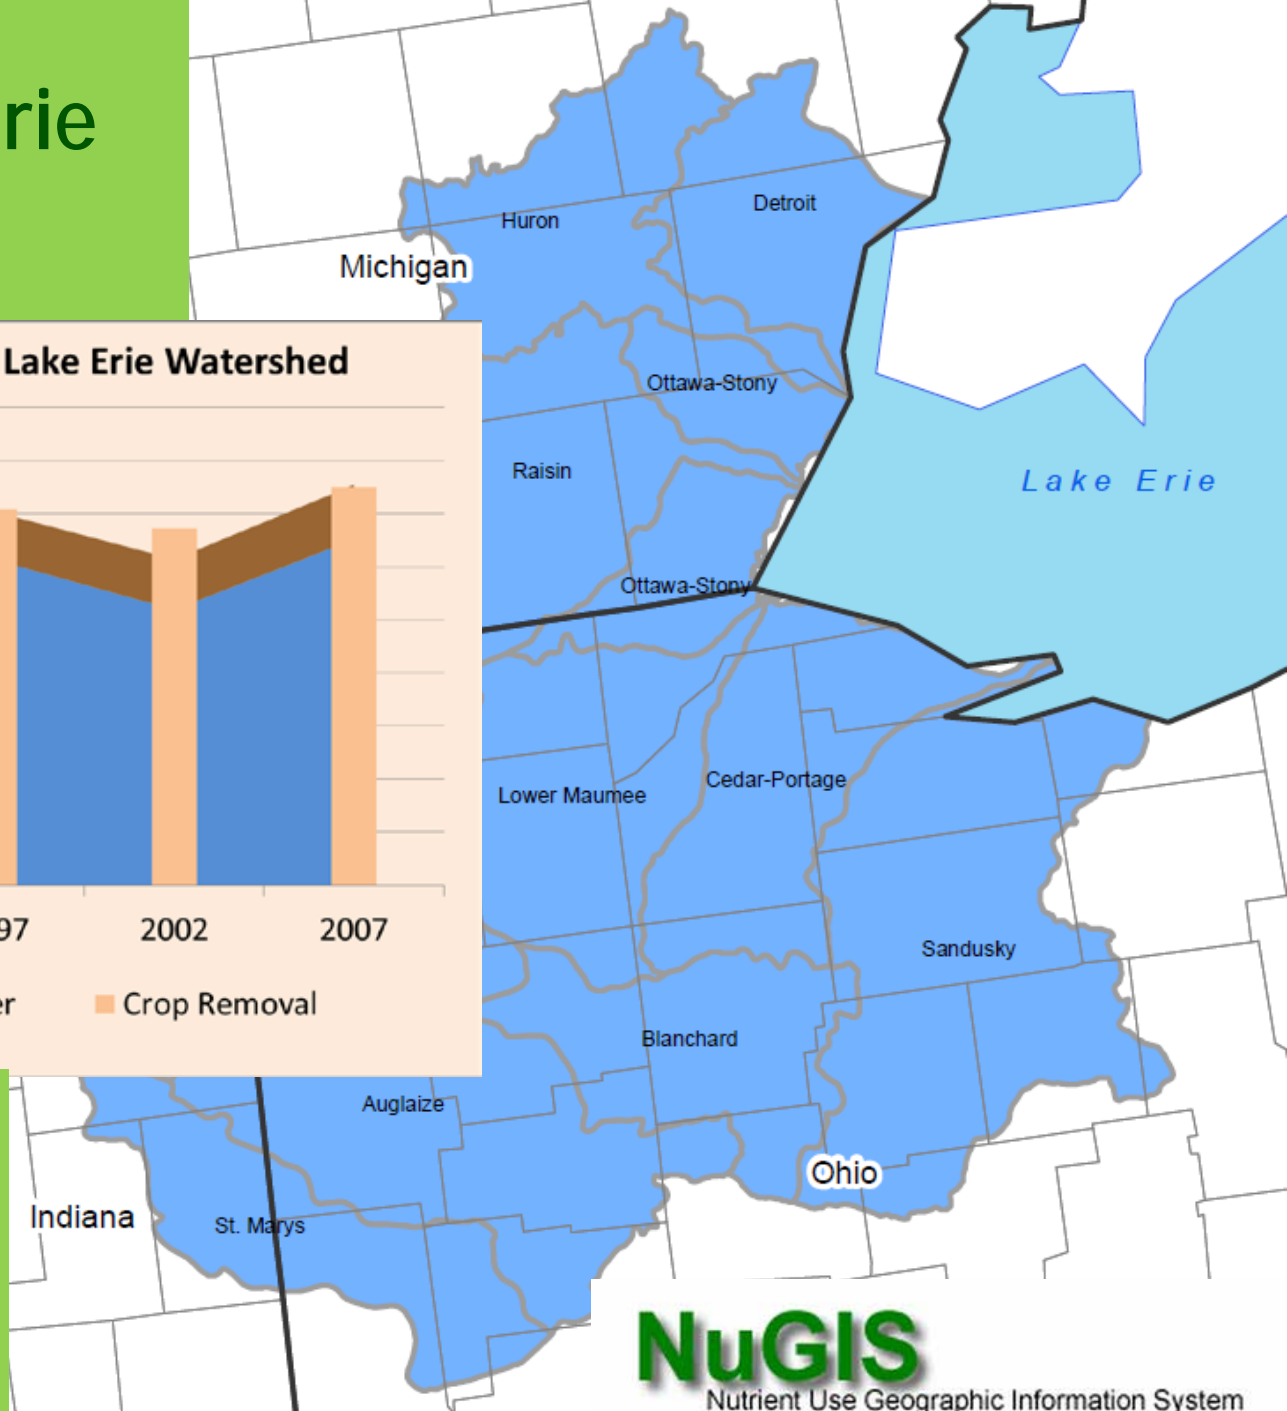 rie
Detroit
Huron
Michigan
Lake Erie Watershed
Ottawa-Stony
Raisin
Lake Erie
Ottawa-Stony
Cedar-Portage
Lower Maumee
97 2002 2007
Sandusky
er Crop Removal
Blanchard
Auglaize
Ohio
Indiana
St. Marys
NuGIS
Nutrient Use Geographic Information System